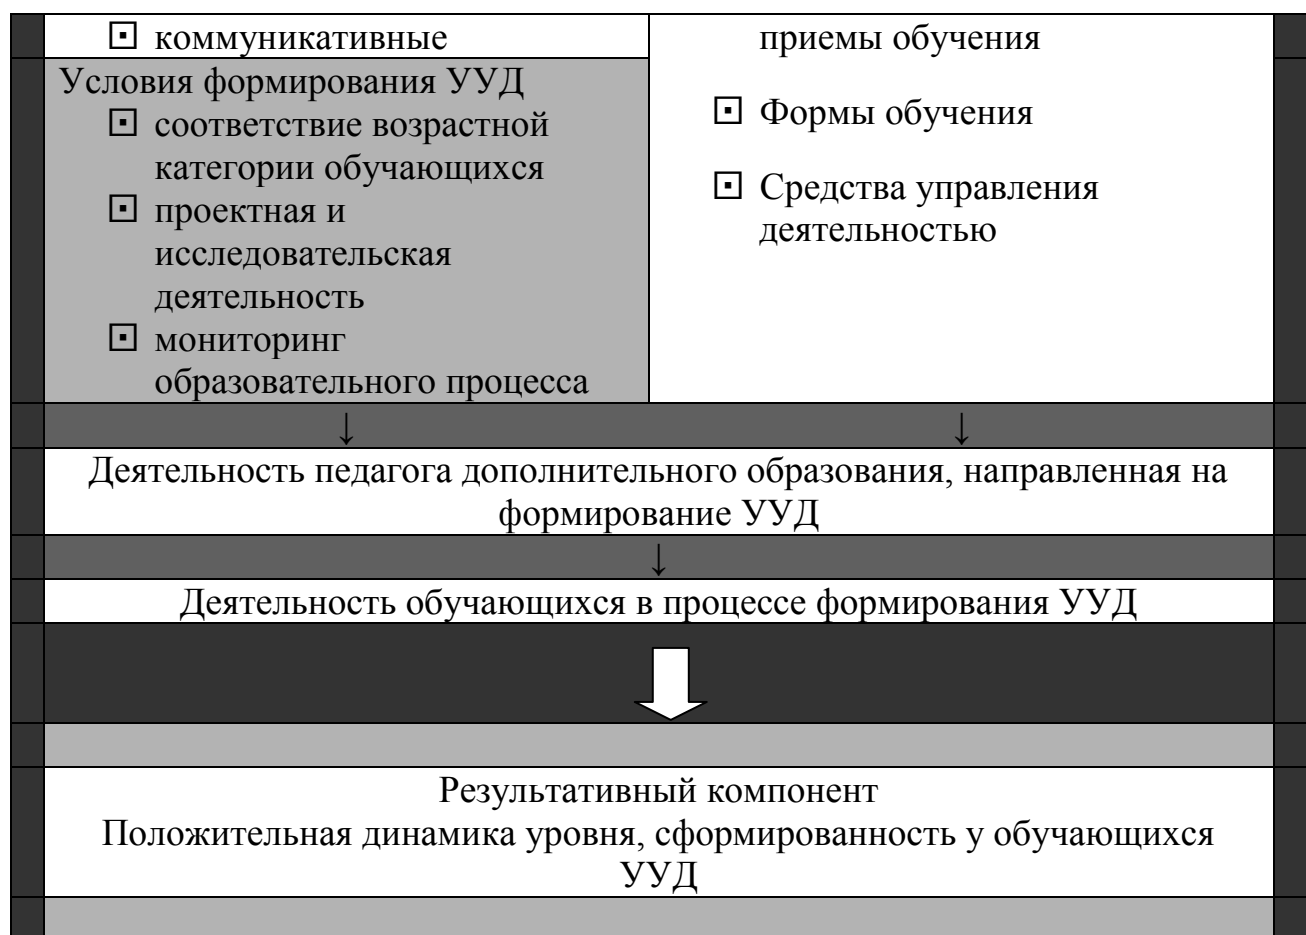 коммуникативные
Условия формирования УУД
соответствие возрастной
категории обучающихся
проектная и
исследовательская
деятельность
мониторинг
образовательного процесса
приемы обучения
Формы обучения
Средства управления
деятельностью
↓ ↓
Деятельность педагога дополнительного образования, направленная на
формирование УУД
↓
Деятельность обучающихся в процессе формирования УУД
Результативный компонент
Положительная динамика уровня, сформированность у обучающихся
УУД